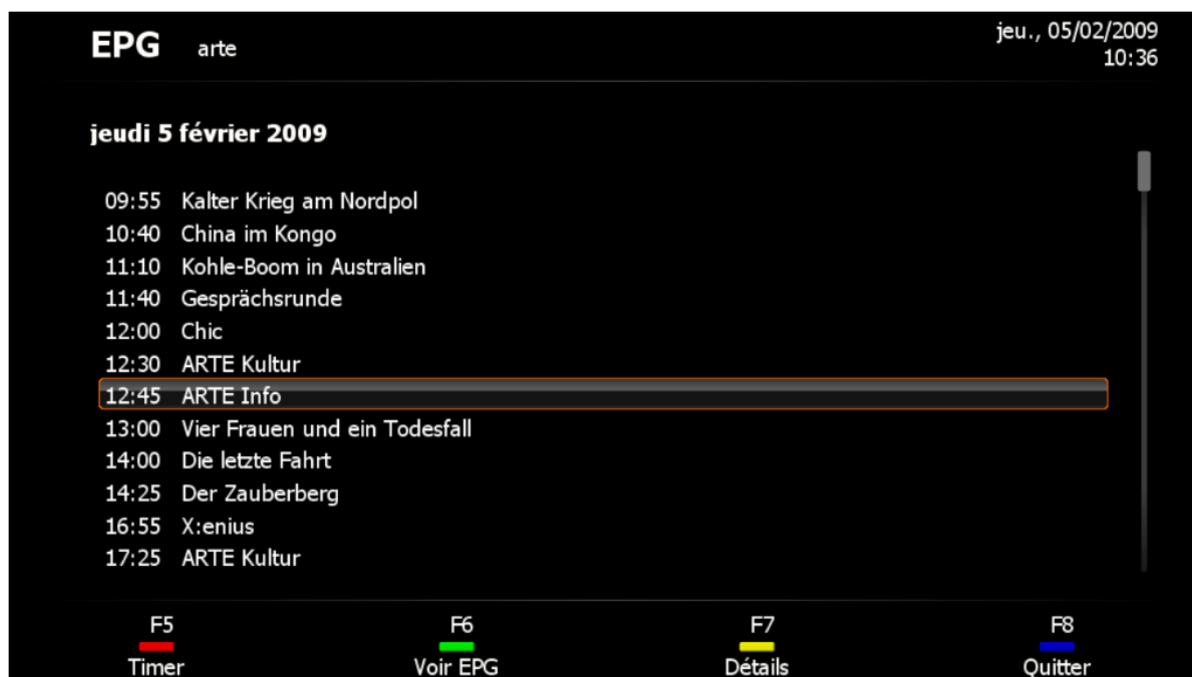 EPG arte
jeu., 05/02/2009
10:36
jeudi 5 février 2009
09:55 Kalter Krieg am Nordpol
10:40 China im Kongo
11:10 Kohle-Boom in Australien
11:40 Gesprächsrunde
12:00 Chic
12:30 ARTE Kultur
12:45 ARTE Info
13:00 Vier Frauen und ein Todesfall
14:00 Die letzte Fahrt
14:25 Der Zauberberg
16:55 X:enius
17:25 ARTE Kultur
F5 F6 F7 F8
Timer Voir EPG Détails Quitter